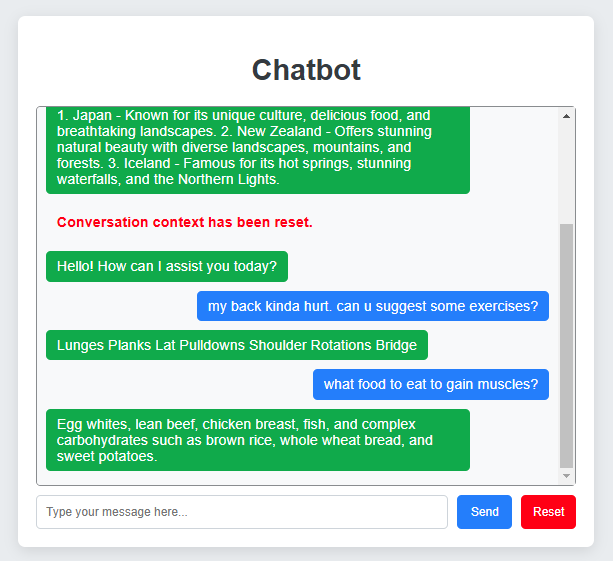 Chatbot
1. Japan - Known for its unique culture, delicious food, and
breathtaking landscapes. 2. New Zealand - Offers stunning
natural beauty with diverse landscapes, mountains, and
forests. 3. Iceland - Famous for its hot springs, stunning
waterfalls, and the Northern Lights.
Conversation context has been reset.
Hello! How can I assist you today?
my back kinda hurt. can u suggest some exercises?
Lunges Planks Lat Pulldowns Shoulder Rotations Bridge
what food to eat to gain muscles?
Egg whites, lean beef, chicken breast, fish, and complex
carbohydrates such as brown rice, whole wheat bread, and
sweet potatoes.
Type your message here... Send Reset